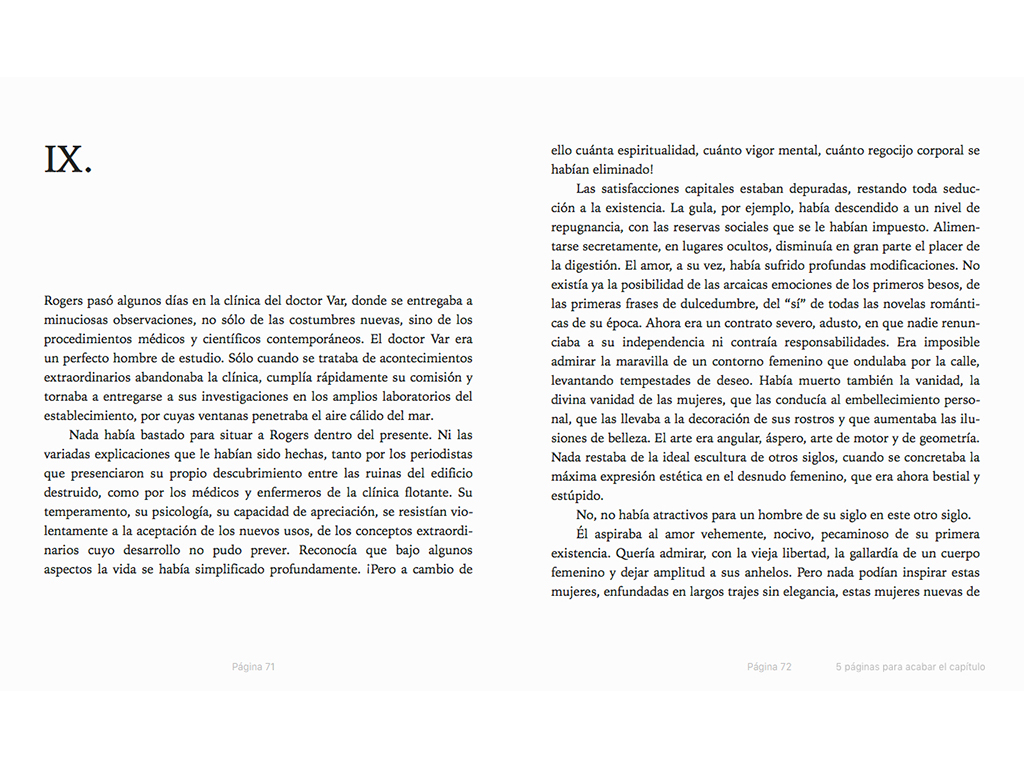 IX.
Rogers pasó algunos días en la clínica del doctor Var, donde se entregaba a
minuciosas observaciones, no sólo de las costumbres nuevas, sino de los
procedimientos médicos y científicos contemporáneos. El doctor Var era
un perfecto hombre de estudio. Sólo cuando se trataba de acontecimientos
extraordinarios abandonaba la clínica, cumplía rápidamente su comisión y
tornaba a entregarse a sus investigaciones en los amplios laboratorios del
establecimiento, por cuyas ventanas penetraba el aire cálido del mar.
Nada había bastado para situar a Rogers dentro del presente. Ni las
variadas explicaciones que le habían sido hechas, tanto por los periodistas
que presenciaron su propio descubrimiento entre las ruinas del edificio
destruido, como por los médicos y enfermeros de la clínica flotante. Su
temperamento, su psicología, su capacidad de apreciación, se resistían vio-
lentamente a la aceptación de los nuevos usos, de los conceptos extraordi-
narios cuyo desarrollo no pudo prever. Reconocía que bajo algunos
aspectos la vida se había simplificado profundamente. ¡Pero a cambio de
Página 71
ello cuánta espiritualidad, cuánto vigor mental, cuánto regocijo corporal se
habían eliminado!
Las satisfacciones capitales estaban depuradas, restando toda seduc-
ción a la existencia. La gula, por ejemplo, había descendido a un nivel de
repugnancia, con las reservas sociales que se le habían impuesto. Alimen-
tarse secretamente, en lugares ocultos, disminuía en gran parte el placer de
la digestión. El amor, a su vez, había sufrido profundas modificaciones. No
existía ya la posibilidad de las arcaicas emociones de los primeros besos, de
las primeras frases de dulcedumbre, del “sí” de todas las novelas románti-
cas de su época. Ahora era un contrato severo, adusto, en que nadie renun-
ciaba a su independencia ni contraía responsabilidades. Era imposible
admirar la maravilla de un contorno femenino que ondulaba por la calle,
levantando tempestades de deseo. Había muerto también la vanidad, la
divina vanidad de las mujeres, que las conducía al embellecimiento perso-
nal, que las llevaba a la decoración de sus rostros y que aumentaba las ilu-
siones de belleza. El arte era angular, áspero, arte de motor y de geometría.
Nada restaba de la ideal escultura de otros siglos, cuando se concretaba la
máxima expresión estética en el desnudo femenino, que era ahora bestial y
estúpido.
No, no había atractivos para un hombre de su siglo en este otro siglo.
Él aspiraba al amor vehemente, nocivo, pecaminoso de su primera
existencia. Quería admirar, con la vieja libertad, la gallardía de un cuerpo
femenino y dejar amplitud a sus anhelos. Pero nada podían inspirar estas
mujeres, enfundadas en largos trajes sin elegancia, estas mujeres nuevas de
Página 72
5 páginas para acabar el capítulo